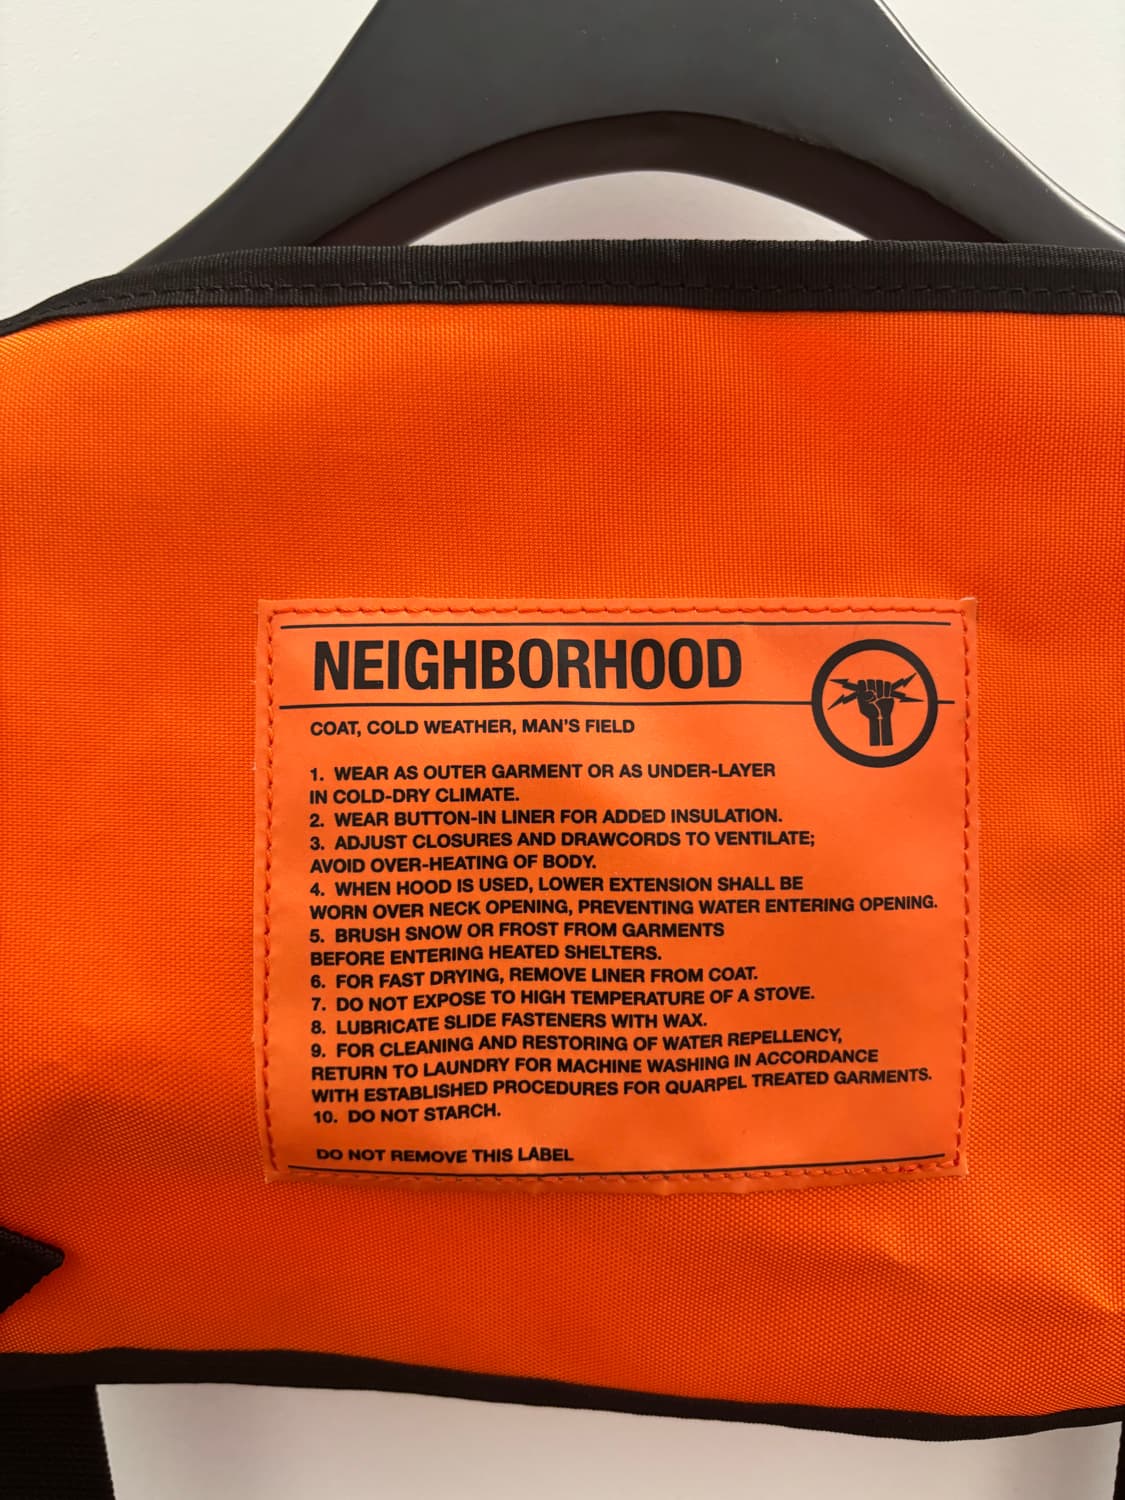 NEIGHBORHOOD
COAT, COLD WEATHER, MAN'S FIELD
1. WEAR AS OUTER GARMENT OR AS UNDER-LAYER
IN COLD-DRY CLIMATE.
2. WEAR BUTTON-IN LINER FOR ADDED INSULATION.
3. ADJUST CLOSURES AND DRAWCORDS TO VENTILATE;
AVOID OVER-HEATING OF BODY.
4. WHEN HOOD IS USED, LOWER EXTENSION SHALL BE
WORN OVER NECK OPENING, PREVENTING WATER ENTERING OPENING.
5. BRUSH SNOW OR FROST FROM GARMENTS
BEFORE ENTERING HEATED SHELTERS.
6. FOR FAST DRYING, REMOVE LINER FROM COAT.
7. DO NOT EXPOSE TO HIGH TEMPERATURE OF A STOVE.
8. LUBRICATE SLIDE FASTENERS WITH WAX.
9. FOR CLEANING AND RESTORING OF WATER REPELLENCY,
RETURN TO LAUNDRY FOR MACHINE WASHING IN ACCORDANCE
WITH ESTABLISHED PROCEDURES FOR QUARPEL TREATED GARMENTS.
10. DO NOT STARCH.
DO NOT REMOVE THIS LABEL